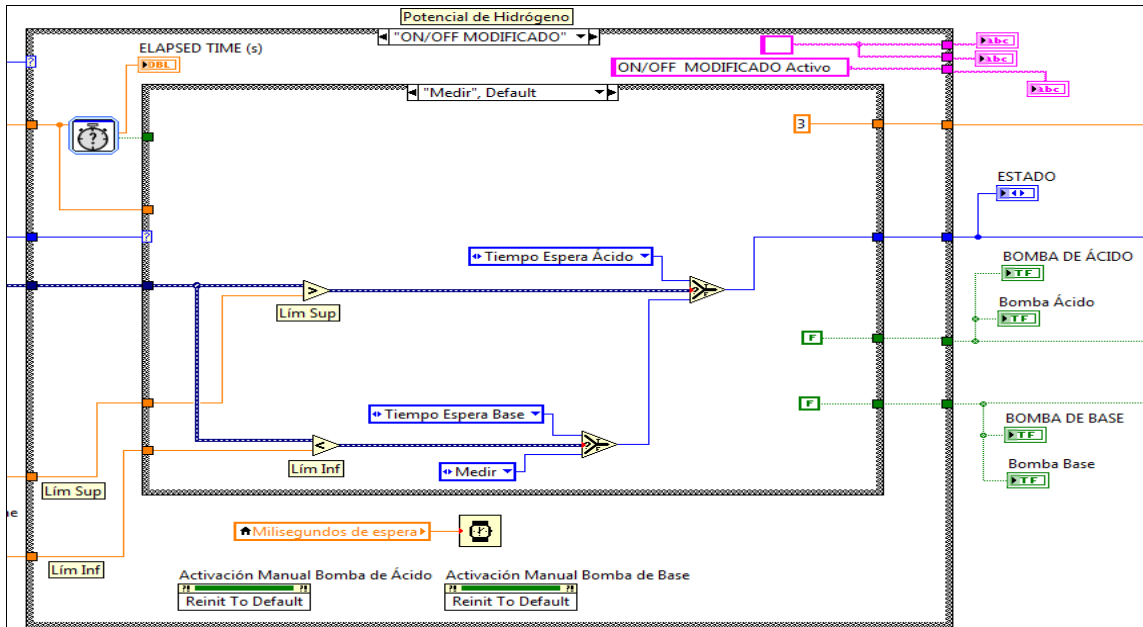 Potencial de Hidrógeno
"ON/OFF MODIFICADO"
ELAPSED TIME (s)
DBL
abc
abc
ON/OFF MODIFICADO Activo
abc
"Medir", Default
?
3
ESTADO
?
Tiempo Espera Ácido
BOMBA DE ÁCIDO
TF
>
?
T
F
Lím Sup
Bomba Ácido
TF
F
Tiempo Espera Base
F
BOMBA DE BASE
TF
<
?
T
F
Lím Inf
Medir
Bomba Base
TF
Lím Sup
ne
Milisegundos de espera
Lím Inf
Activación Manual Bomba de Ácido
Activación Manual Bomba de Base
?! ?!
?! ?!
Reinit To Default
Reinit To Default